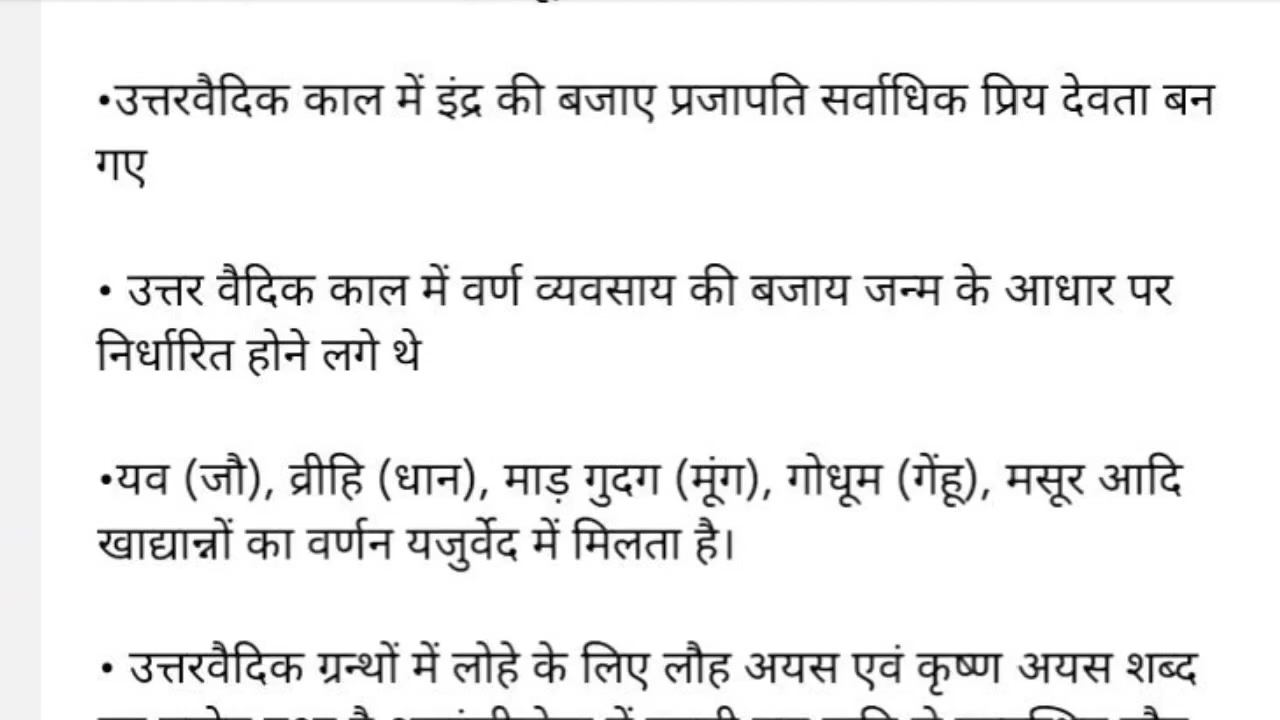 •उत्तरवैदिक काल में इंद्र की बजाए प्रजापति सर्वाधिक प्रिय देवता बन
गए
• उत्तर वैदिक काल में वर्ण व्यवसाय की बजाय जन्म के आधार पर
निर्धारित होने लगे थे
•यव (जौ), व्रीहि (धान), माड़ गुदग (मूंग), गोधूम (गेंहू), मसूर आदि
खाद्यान्नों का वर्णन यजुर्वेद में मिलता है।
• उत्तरवैदिक ग्रन्थों में लोहे के लिए लौह अयस एवं कृष्ण अयस शब्द